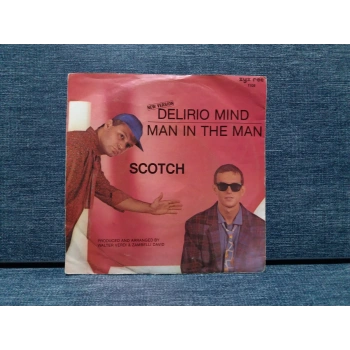 NEW VERSION
DELIRIO MIND
MAN IN THE MAN
SCOTCH
PRODUCED AND ARRANGED BY